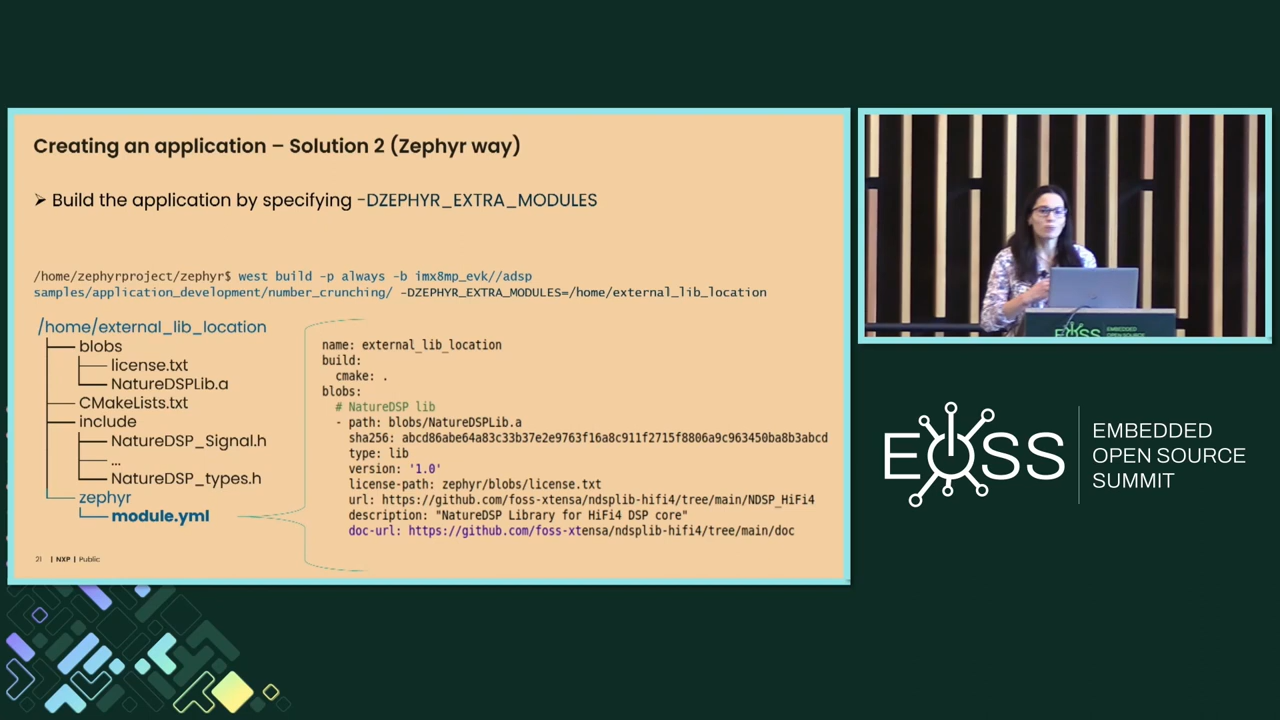 Creating an application – Solution 2 (Zephyr way)
➢ Build the application by specifying -DZEPHYR_EXTRA_MODULES
/home/zephyrproject/zephyr$ west build -p always -b imx8mp_evk//adsp
samples/application_development/number_crunching/ -DZEPHYR_EXTRA_MODULES=/home/external_lib_location
/home/external_lib_location
blobs
license.txt
NatureDSPLib.a
CMakeLists.txt
include
NatureDSP_Signal.h
...
NatureDSP_types.h
zephyr
module.yml
name: external_lib_location
build:
cmake: .
blobs:
# NatureDSP lib
- path: blobs/NatureDSPLib.a
sha256: abcd86abe64a83c33b37e2e9763f16a8c911f2715f8806a9c963450ba8b3abcd
type: lib
version: '1.0'
license-path: zephyr/blobs/license.txt
url: https://github.com/foss-xtensa/ndsplib-hifi4/tree/main/NDSP_HiFi4
description: "NatureDSP Library for HiFi4 DSP core"
doc-url: https://github.com/foss-xtensa/ndsplib-hifi4/tree/main/doc
21 | NXP | Public
EOSS
EMBEDDED
OPEN SOURCE
SUMMIT
EOSS
EMBEDDED
OPEN SOURCE
SUMMIT